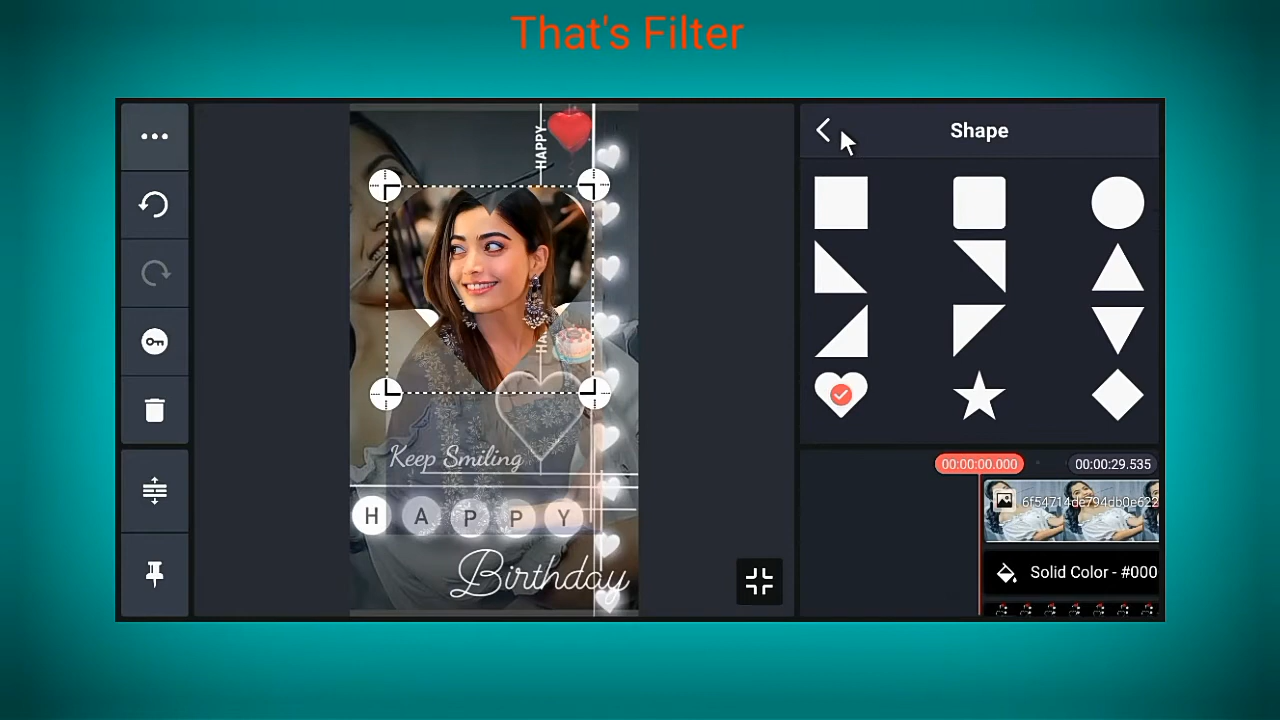 That's Filter
Shape
HAPPY
HA
Keep Smiling
H A P P Y
Birthday
00:00:00.000
00:00:29.535
6f54714de794db0e622
Solid Color - #000